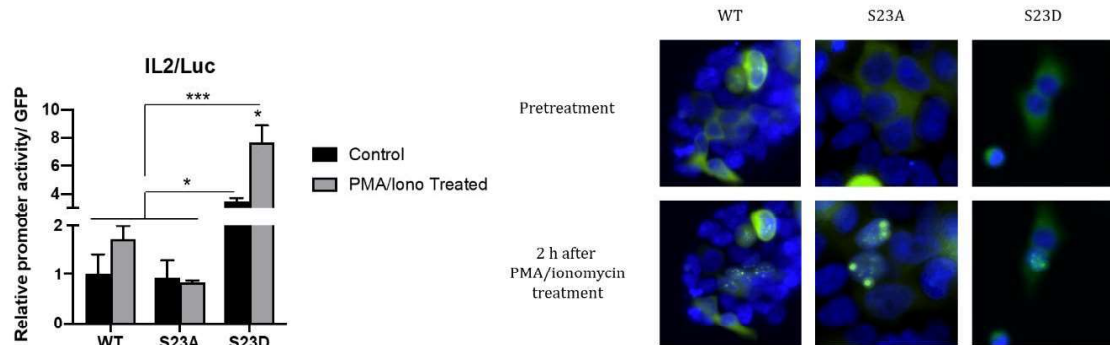 IL2/Luc
Relative promoter activity/ GFP
10
8
6
4
2
1
0
***
*
*
Control
PMA/Iono Treated
WT
S23A
S23D
WT
S23A
S23D
Pretreatment
2 h after
PMA/ionomycin
treatment